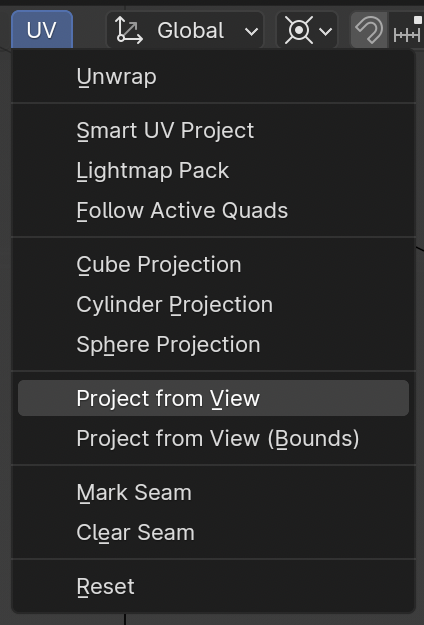 UV Global
Unwrap
Smart UV Project
Lightmap Pack
Follow Active Quads
Cube Projection
Cylinder Projection
Sphere Projection
Project from View
Project from View (Bounds)
Mark Seam
Clear Seam
Reset